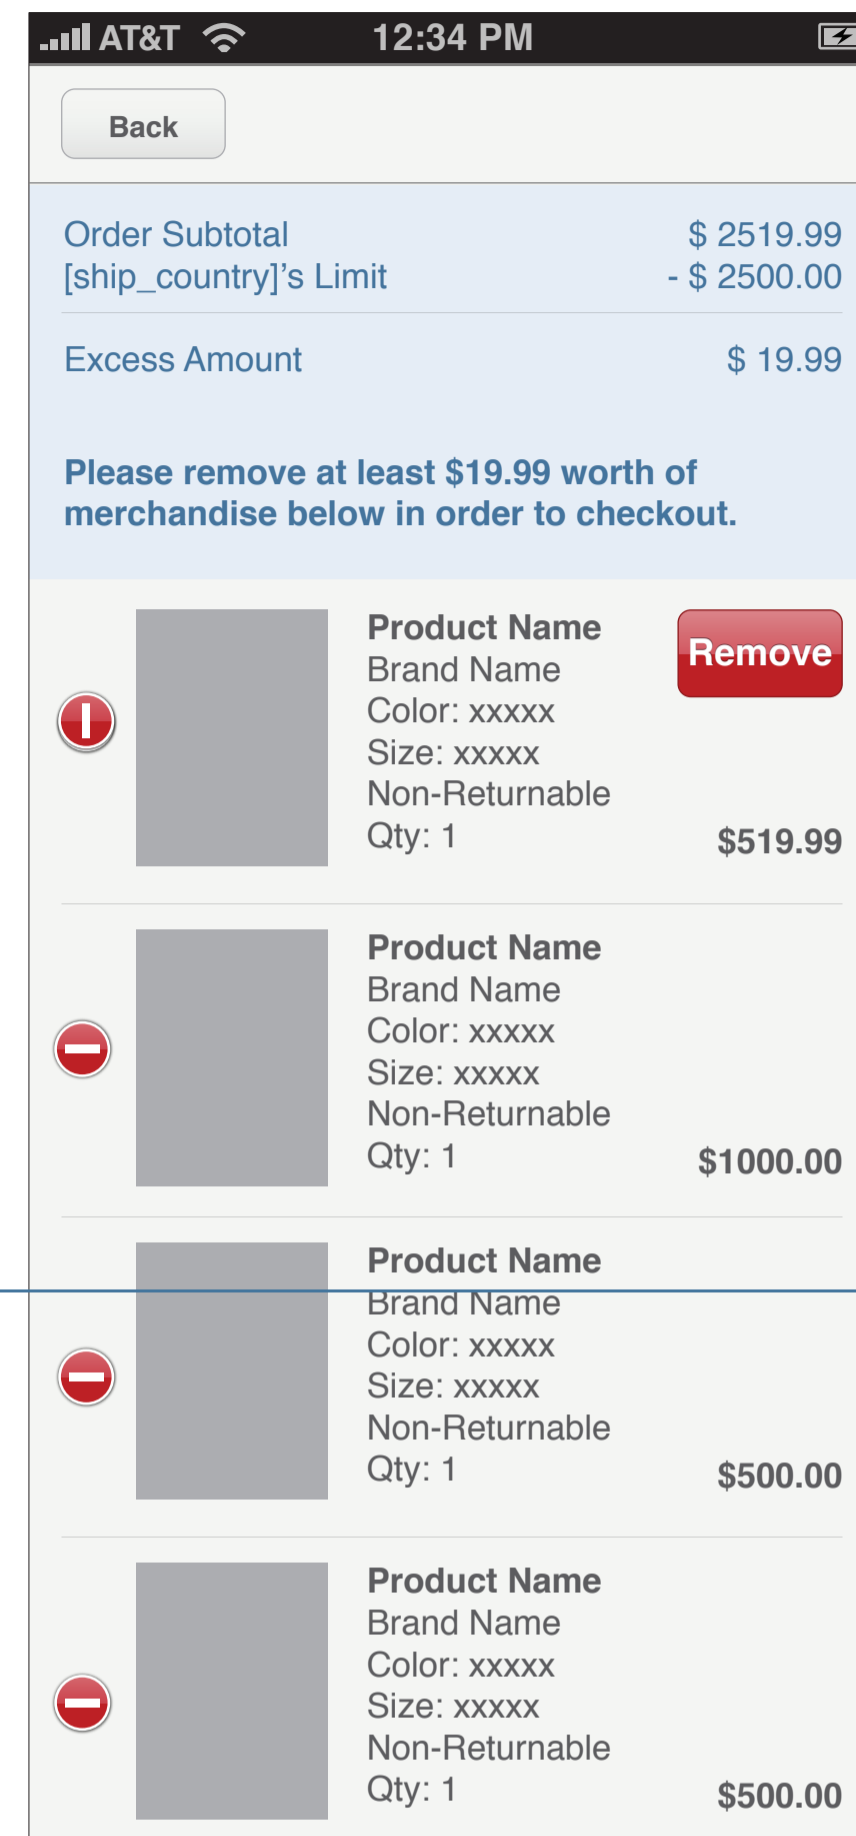 AT&T 12:34 PM
Back
Order Subtotal $ 2519.99
[ship_country]’s Limit - $ 2500.00
Excess Amount $ 19.99
Please remove at least $19.99 worth of
merchandise below in order to checkout.
Product Name
Remove
Brand Name
Color: xxxxx
Size: xxxxx
Non-Returnable
Qty: 1 $519.99
Product Name
Brand Name
Color: xxxxx
Size: xxxxx
Non-Returnable
Qty: 1 $1000.00
Product Name
Brand Name
Color: xxxxx
Size: xxxxx
Non-Returnable
Qty: 1 $500.00
Product Name
Brand Name
Color: xxxxx
Size: xxxxx
Non-Returnable
Qty: 1 $500.00